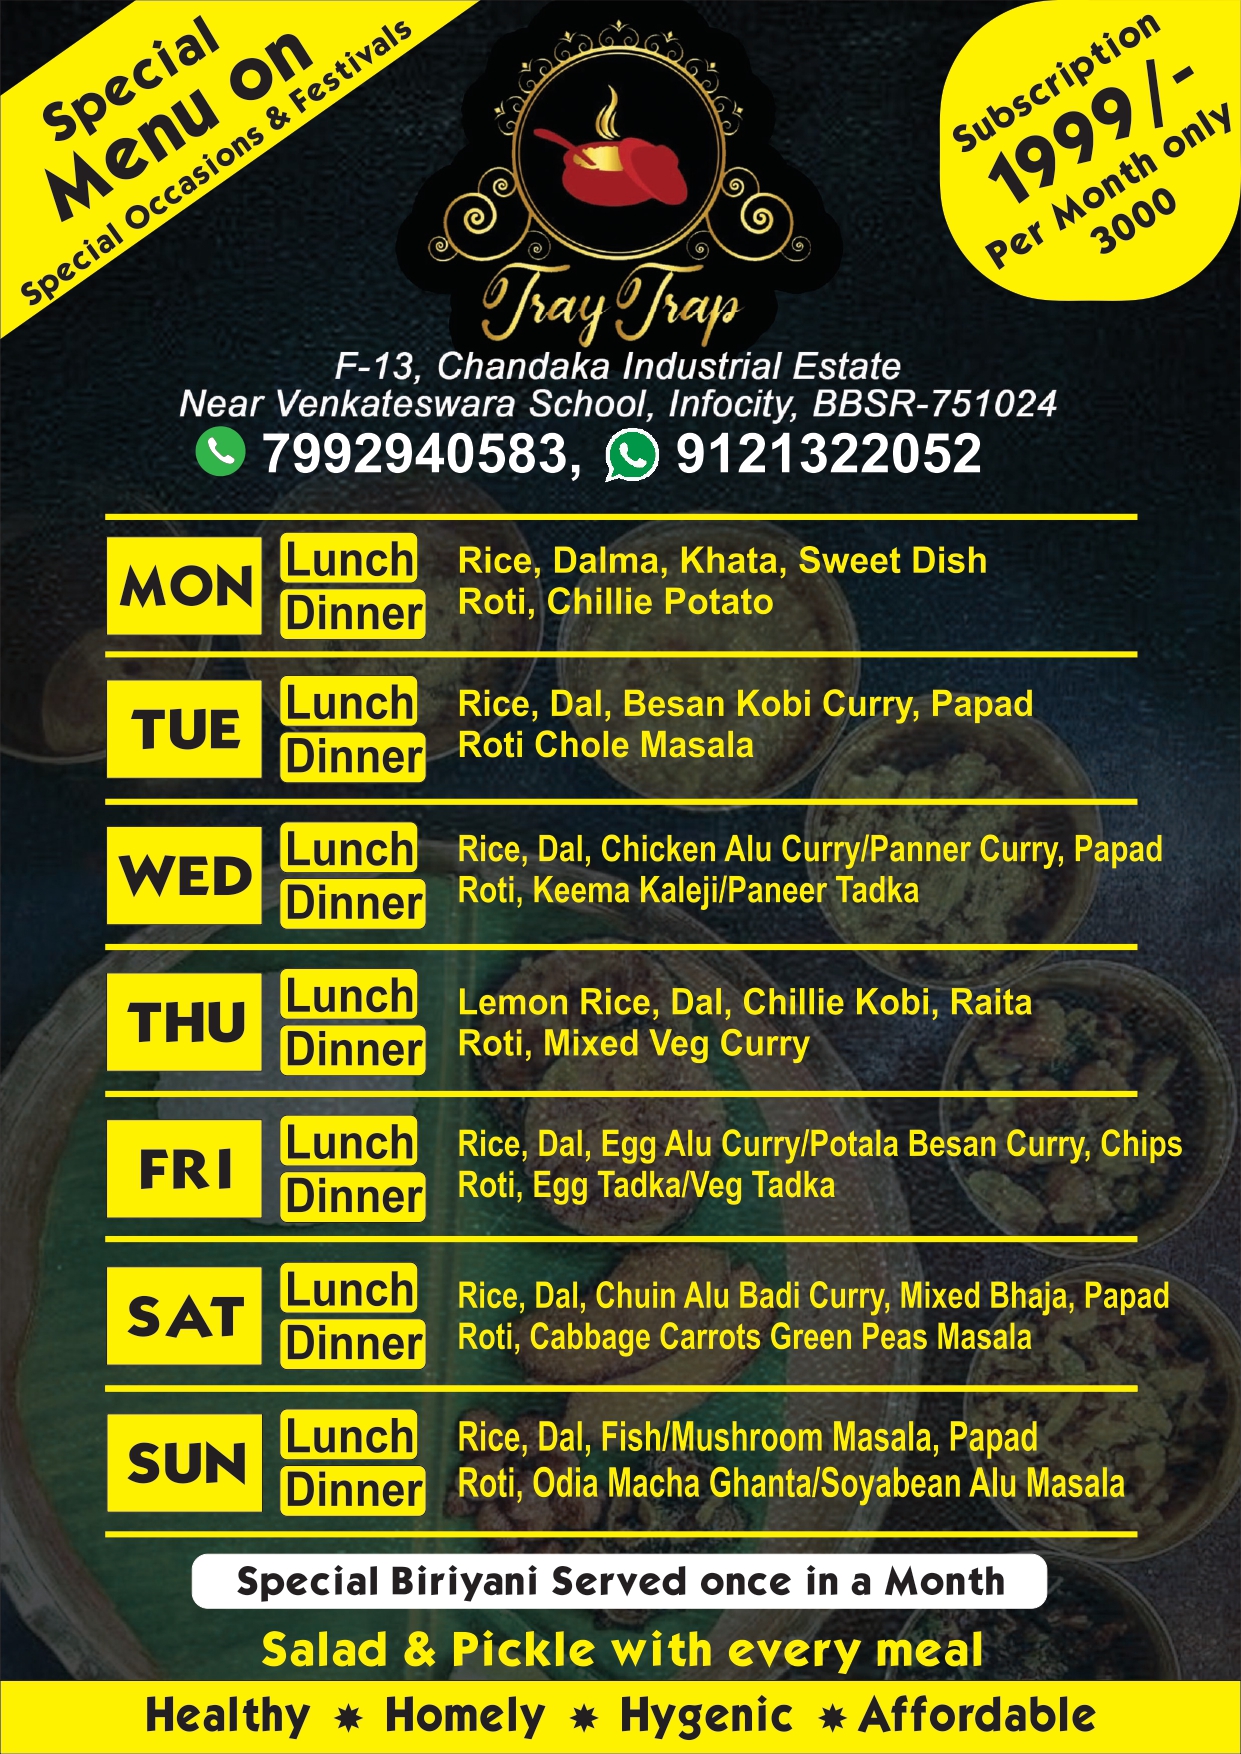 Special
Menu on
Special Occasions & Festivals
Subscription
1999/-
Per Month only
3000
Tray Trap
F-13, Chandaka Industrial Estate
Near Venkateswara School, Infocity, BBSR-751024
7992940583, 9121322052
MON
Lunch Rice, Dalma, Khata, Sweet Dish
Dinner Roti, Chillie Potato
TUE
Lunch Rice, Dal, Besan Kobi Curry, Papad
Dinner Roti Chole Masala
WED
Lunch Rice, Dal, Chicken Alu Curry/Panner Curry, Papad
Dinner Roti, Keema Kaleji/Paneer Tadka
THU
Lunch Lemon Rice, Dal, Chillie Kobi, Raita
Dinner Roti, Mixed Veg Curry
FRI
Lunch Rice, Dal, Egg Alu Curry/Potala Besan Curry, Chips
Dinner Roti, Egg Tadka/Veg Tadka
SAT
Lunch Rice, Dal, Chuin Alu Badi Curry, Mixed Bhaja, Papad
Dinner Roti, Cabbage Carrots Green Peas Masala
SUN
Lunch Rice, Dal, Fish/Mushroom Masala, Papad
Dinner Roti, Odia Macha Ghanta/Soyabean Alu Masala
Special Biriyani Served once in a Month
Salad & Pickle with every meal
Healthy ✷ Homely ✷ Hygenic ✷ Affordable